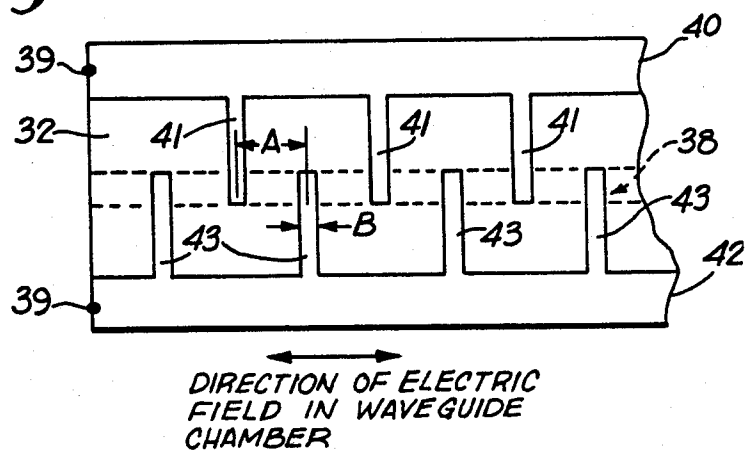 40
39
32
41
A
41
41
38
43
B
43
43
42
39
DIRECTION OF ELECTRIC
FIELD IN WAVEGUIDE
CHAMBER